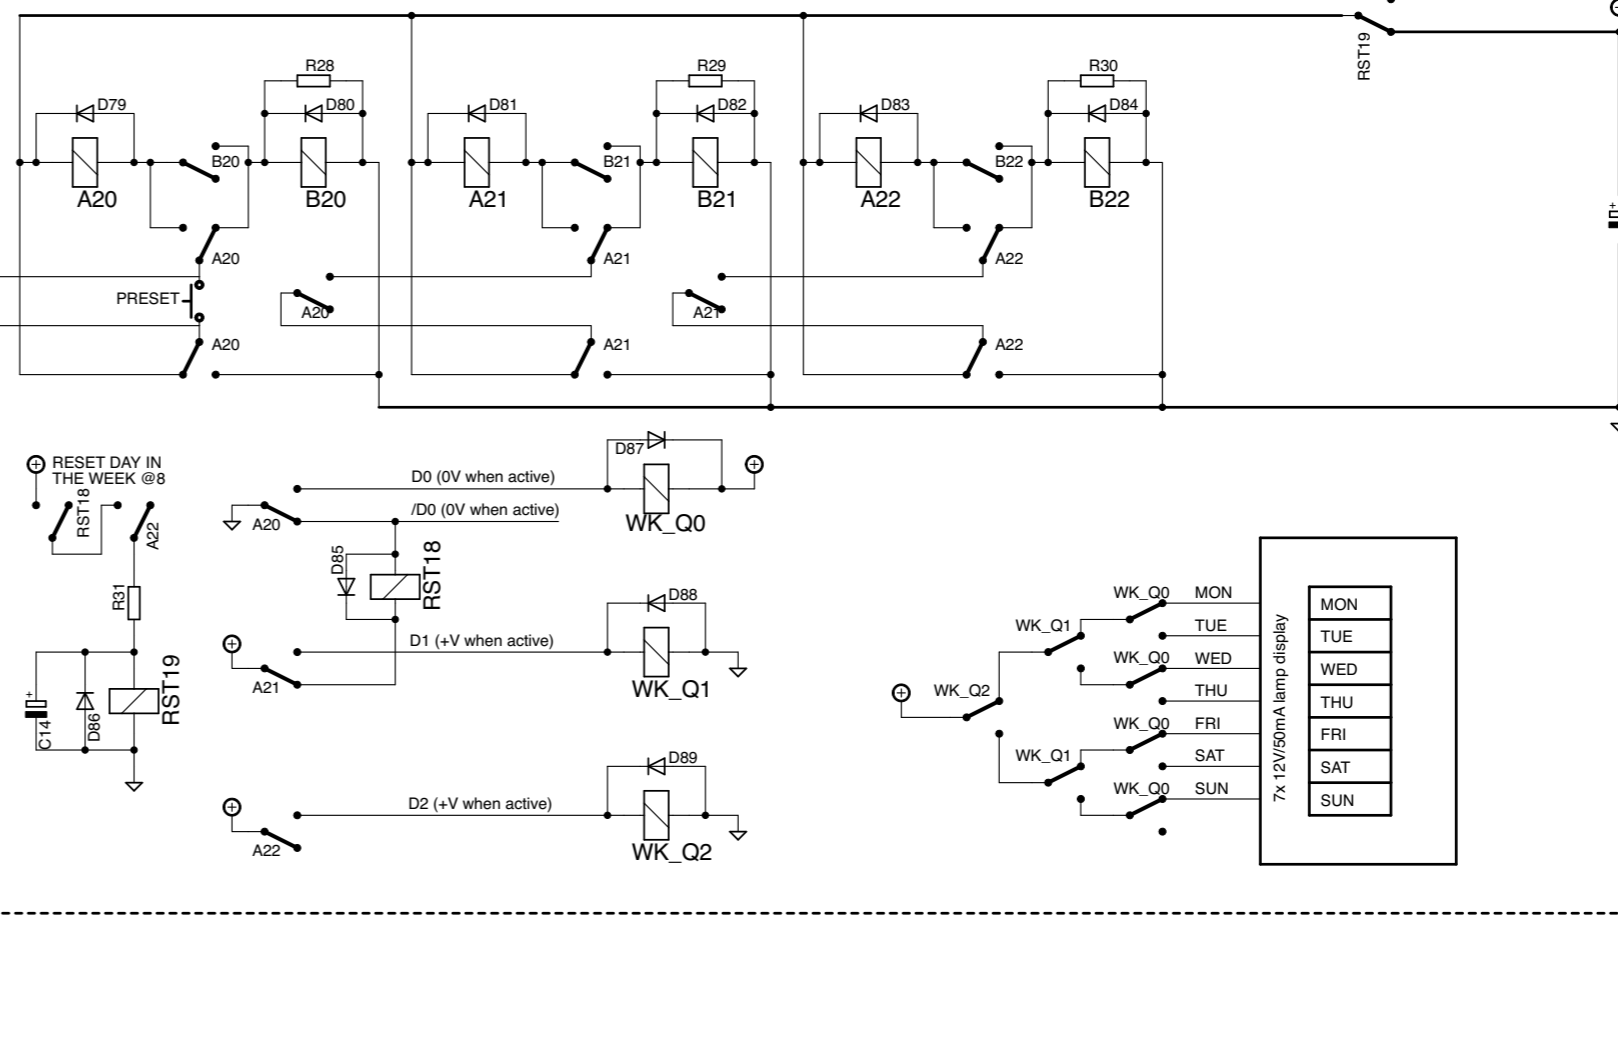 RST19
R28
R29
R30
D79
D80
D81
D82
D83
D84
B20
B21
B22
A20
B20
A21
B21
A22
B22
A20
A21
A22
PRESET
A20
A21
A20
A21
A22
RESET DAY IN
THE WEEK @8
RST18
A22
R31
RST19
+
C14
D86
D87
D0 (0V when active)
/D0 (0V when active)
A20
WK_Q0
D85
RST18
D88
D1 (+V when active)
A21
WK_Q1
D89
D2 (+V when active)
A22
WK_Q2
WK_Q0 MON
WK_Q1 TUE
WK_Q0 WED
WK_Q2 THU
WK_Q0 FRI
WK_Q1 SAT
WK_Q0 SUN
7x 12V/50mA lamp display
MON
TUE
WED
THU
FRI
SAT
SUN
+